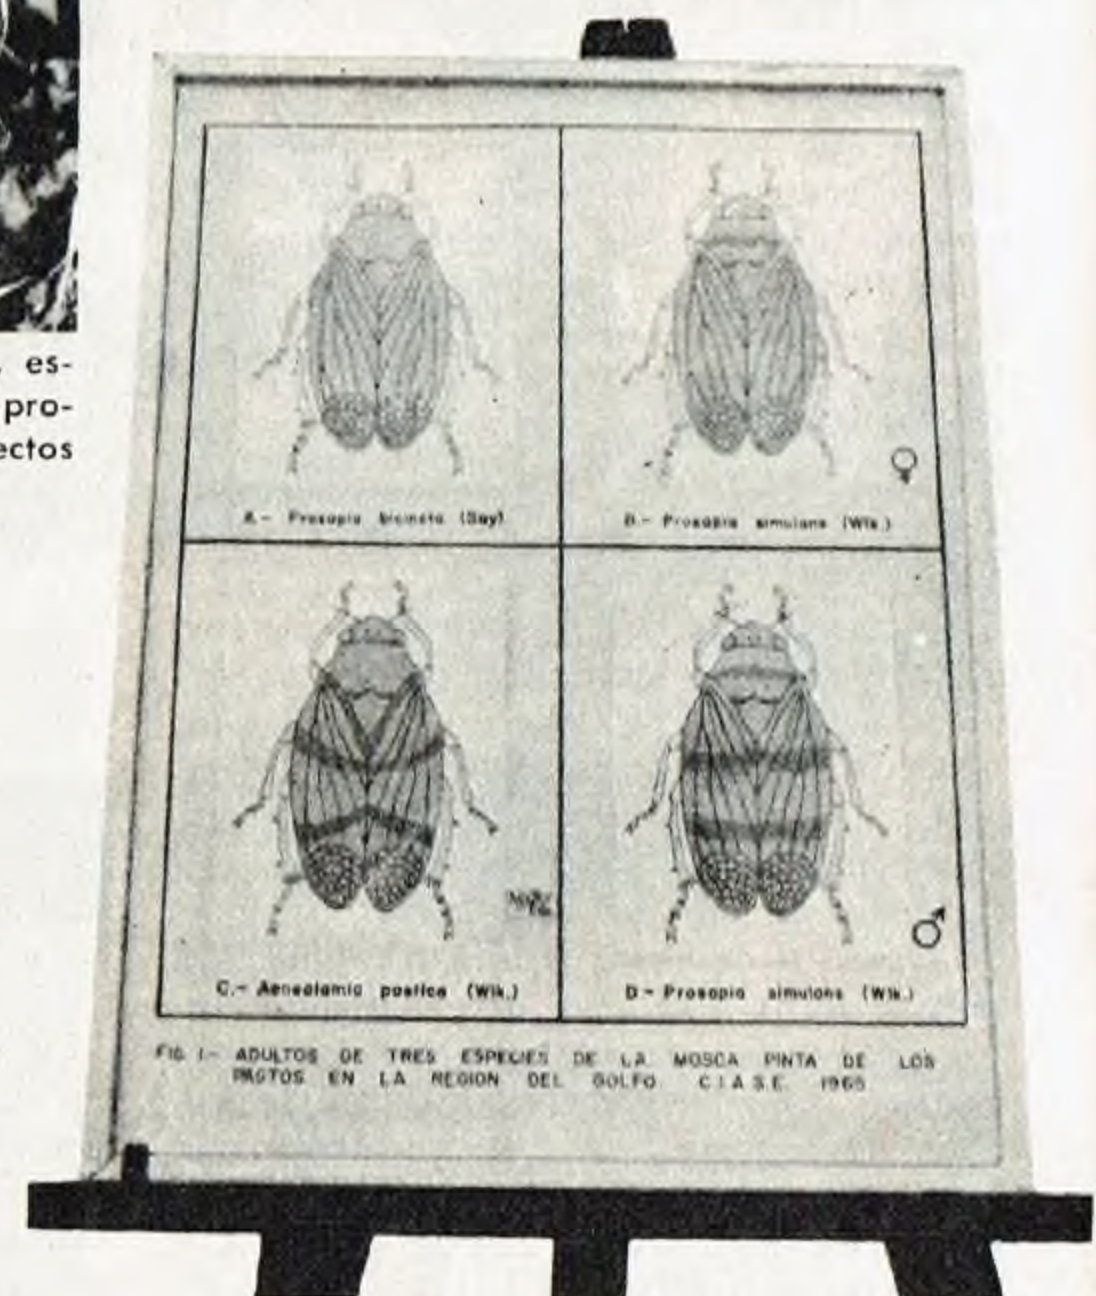 es-
pro-
ectos
A.- Prosapia bicincta (Say)
B.- Prosapia simulans (Wlk.)
♀
C.- Aeneolamia postica (Wlk.)
D.- Prosapia simulans (Wlk.)
♂
FIG. 1.- ADULTOS DE TRES ESPECIES DE LA MOSCA PINTA DE LOS
PASTOS EN LA REGION DEL GOLFO. C.I.A.S.E. 1965